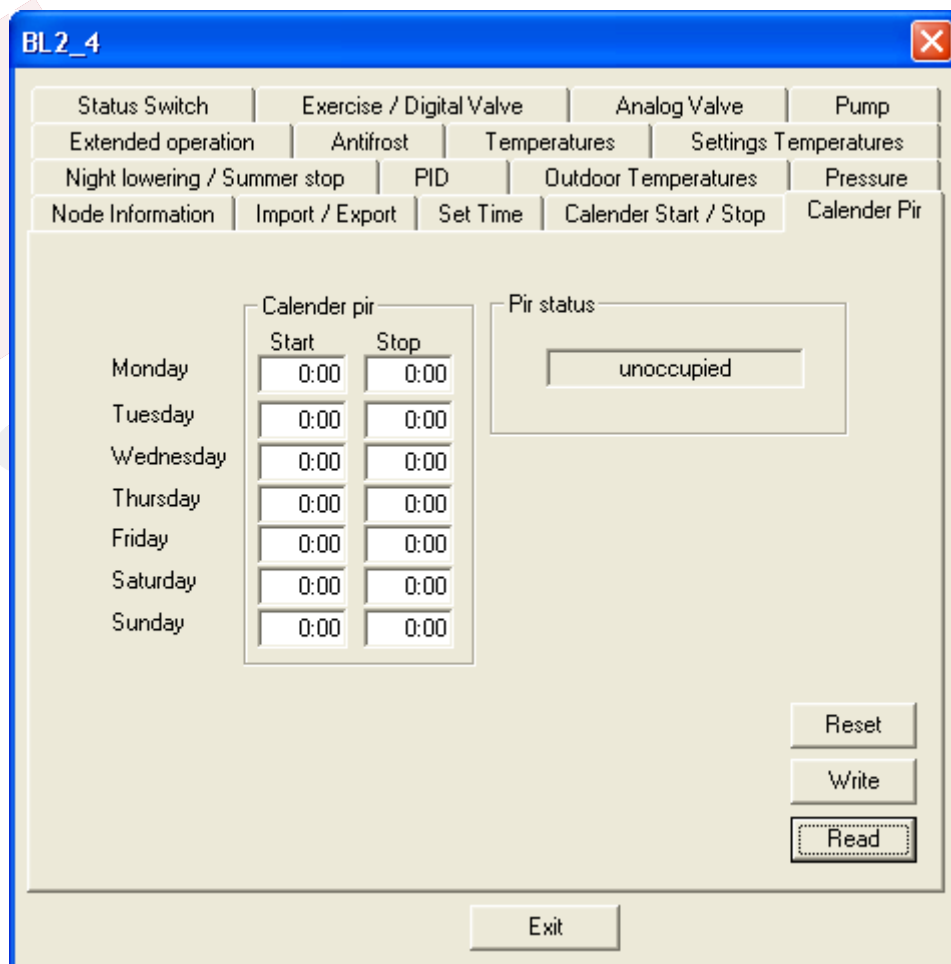 BL2_4
Status Switch Exercise / Digital Valve Analog Valve Pump
Extended operation Antifrost Temperatures Settings Temperatures
Night lowering / Summer stop PID Outdoor Temperatures Pressure
Node Information Import / Export Set Time Calender Start / Stop Calender Pir
Calender pir Pir status
Start Stop
Monday 0:00 0:00 unoccupied
Tuesday 0:00 0:00
Wednesday 0:00 0:00
Thursday 0:00 0:00
Friday 0:00 0:00
Saturday 0:00 0:00
Sunday 0:00 0:00
Reset
Write
Read
Exit